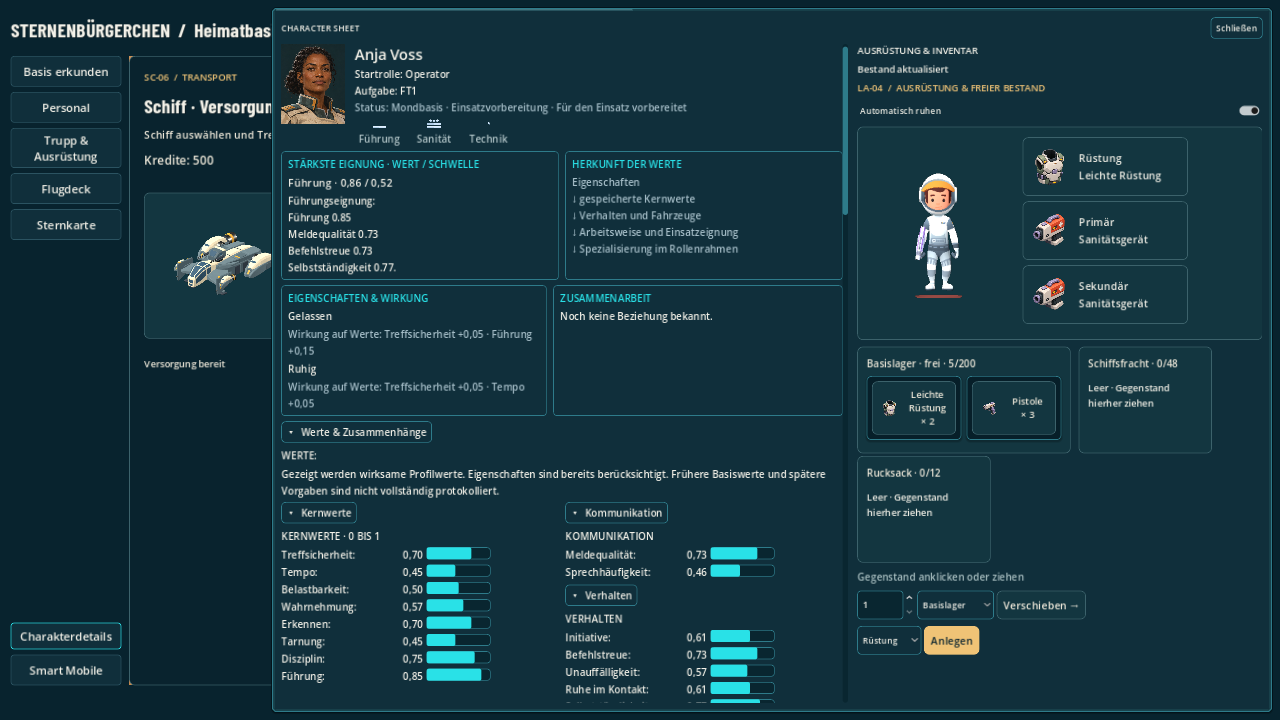 STERNENBÜRGERCHEN / Heimatbas
Basis erkunden
Personal
Trupp &
Ausrüstung
Flugdeck
Sternkarte
Charakterdetails
Smart Mobile
SC-06 / TRANSPORT
Schiff · Versorgun
Schiff auswählen und Tre
Kredite: 500
Versorgung bereit
CHARACTER SHEET
Schließen
Anja Voss
Startrolle: Operator
Aufgabe: FT1
Status: Mondbasis · Einsatzvorbereitung · Für den Einsatz vorbereitet
Führung Sanität Technik
STÄRKSTE EIGNUNG · WERT / SCHWELLE
Führung · 0,86 / 0,52
Führungseignung:
Führung 0.85
Meldequalität 0.73
Befehlstreue 0.73
Selbstständigkeit 0.77.
HERKUNFT DER WERTE
Eigenschaften
↓ gespeicherte Kernwerte
↓ Verhalten und Fahrzeuge
↓ Arbeitsweise und Einsatzeignung
↓ Spezialisierung im Rollenrahmen
EIGENSCHAFTEN & WIRKUNG
Gelassen
Wirkung auf Werte: Treffsicherheit +0,05 · Führung
+0,15
Ruhig
Wirkung auf Werte: Treffsicherheit +0,05 · Tempo
+0,05
ZUSAMMENARBEIT
Noch keine Beziehung bekannt.
Werte & Zusammenhänge
WERTE:
Gezeigt werden wirksame Profilwerte. Eigenschaften sind bereits berücksichtigt. Frühere Basiswerte und spätere
Vorgaben sind nicht vollständig protokolliert.
Kernwerte
KERNWERTE · 0 BIS 1
Treffsicherheit: 0,70
Tempo: 0,45
Belastbarkeit: 0,50
Wahrnehmung: 0,57
Erkennen: 0,70
Tarnung: 0,45
Disziplin: 0,75
Führung: 0,85
Kommunikation
KOMMUNIKATION
Meldequalität: 0,73
Sprechhäufigkeit: 0,46
Verhalten
VERHALTEN
Initiative: 0,61
Befehlstreue: 0,73
Unauffälligkeit: 0,57
Ruhe im Kontakt: 0,61
AUSRÜSTUNG & INVENTAR
Bestand aktualisiert
LA-04 / AUSRÜSTUNG & FREIER BESTAND
Automatisch ruhen
Rüstung
Leichte Rüstung
Primär
Sanitätsgerät
Sekundär
Sanitätsgerät
Basislager · frei · 5/200
Leichte
Rüstung
× 2
Pistole
× 3
Schiffsfracht · 0/48
Leer · Gegenstand
hierher ziehen
Rucksack · 0/12
Leer · Gegenstand
hierher ziehen
Gegenstand anklicken oder ziehen
1 Basislager Verschieben →
Rüstung Anlegen